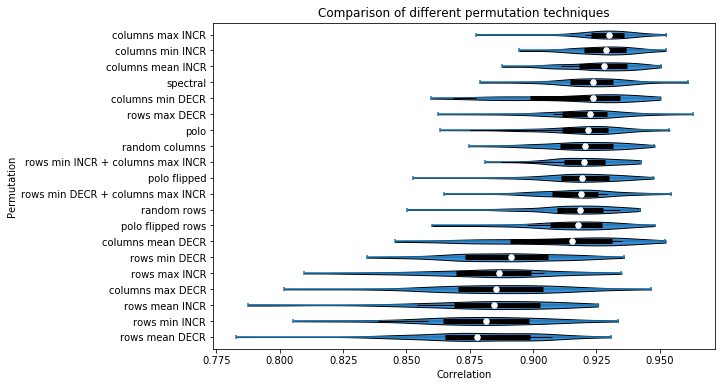 Comparison of different permutation techniques
Permutation
columns max INCR
columns min INCR
columns mean INCR
spectral
columns min DECR
rows max DECR
polo
random columns
rows min INCR + columns max INCR
polo flipped
rows min DECR + columns max INCR
random rows
polo flipped rows
columns mean DECR
rows min DECR
rows max INCR
columns max DECR
rows mean INCR
rows min INCR
rows mean DECR
0.775 0.800 0.825 0.850 0.875 0.900 0.925 0.950
Correlation